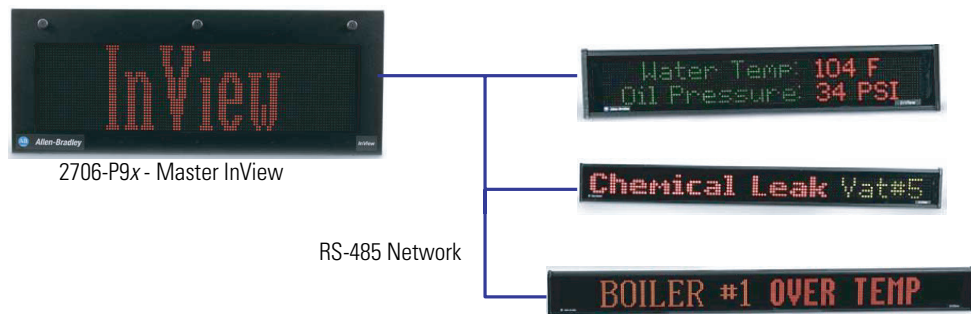 InView
Allen-Bradley
InView
2706-P9x - Master InView
RS-485 Network
Water Temp: 104 F
Oil Pressure: 34 PSI
InView
Chemical Leak Vat#5
BOILER #1 OVER TEMP